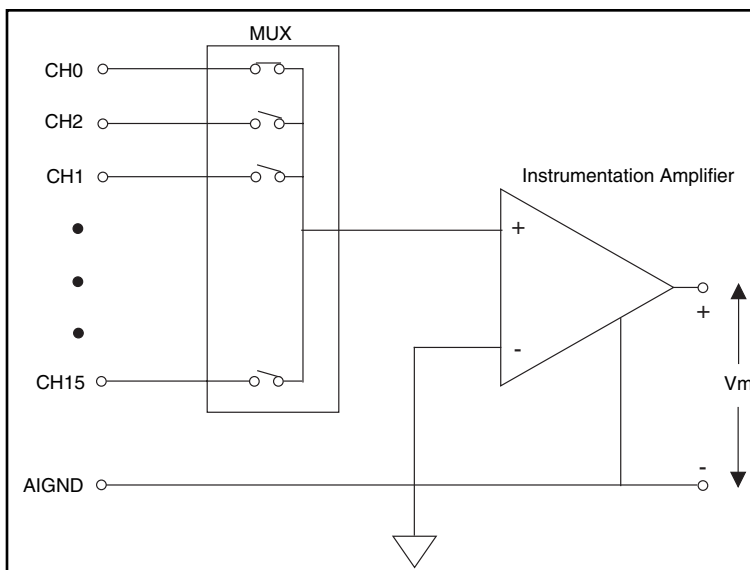 MUX
CH0
CH2
CH1
Instrumentation Amplifier
+
-
+
Vm
CH15
-
AIGND